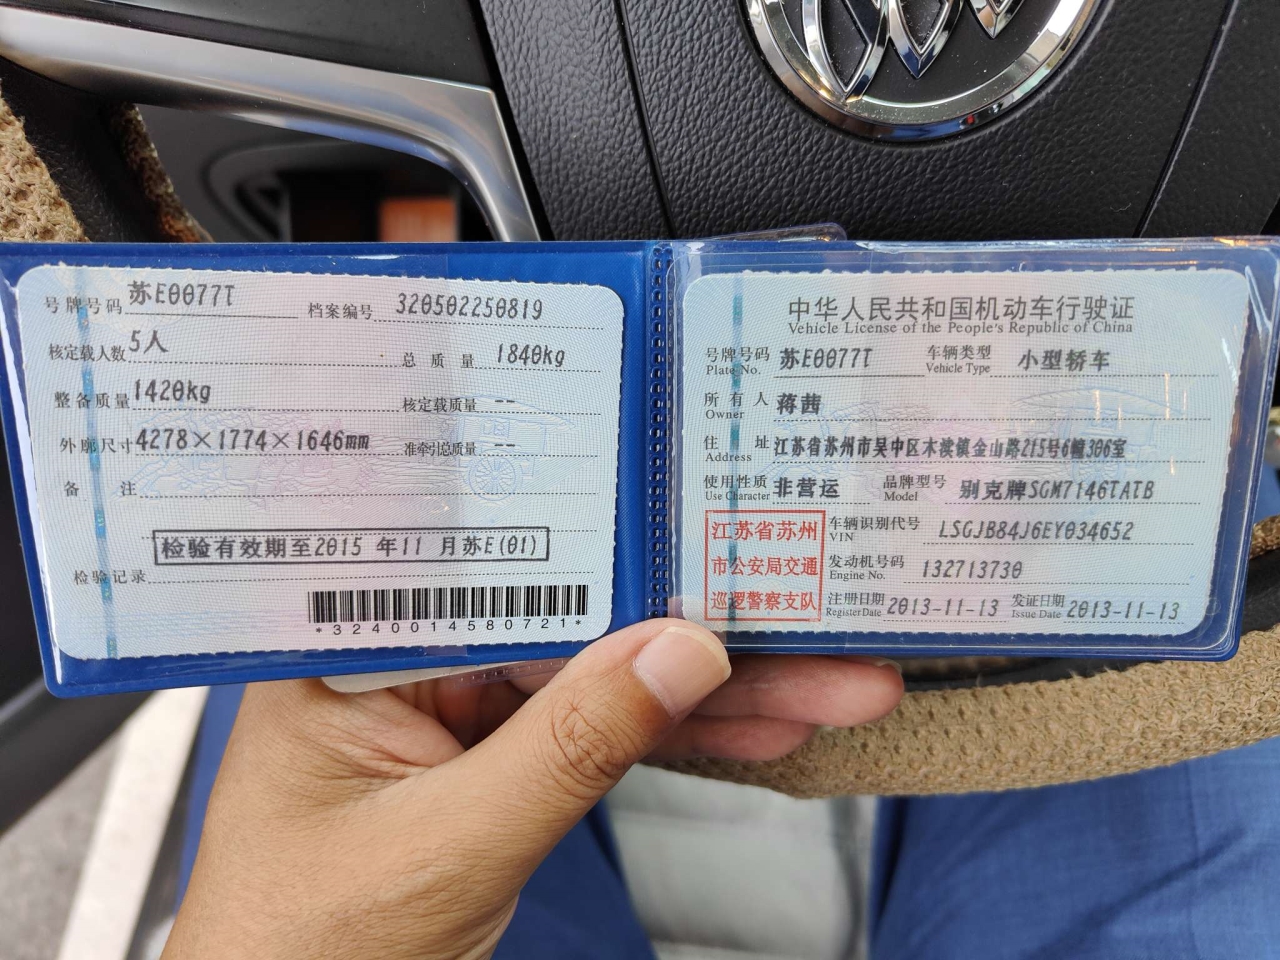 号牌号码 苏E0077T 档案编号 320502250819
核定载人数 5人 总质量 1840kg
整备质量 1420kg 核定载质量 --
外廓尺寸 4278×1774×1646mm 准牵引总质量 --
备注
检验有效期至2015 年11 月苏E(01)
检验记录
*3240014580721*
中华人民共和国机动车行驶证
Vehicle License of the People's Republic of China
号牌号码 苏E0077T 车辆类型 小型轿车
Plate No. Vehicle Type
所有人 蒋茜
Owner
住址 江苏省苏州市吴中区木渎镇金山路215号6幢306室
Address
使用性质 非营运 品牌型号 别克牌SGM7146TATB
Use Character Model
江苏省苏州
市公安局交通
巡逻警察支队
车辆识别代号 LSGJB84J6EY034652
VIN
发动机号码 132713730
Engine No.
注册日期 2013-11-13 发证日期 2013-11-13
Register Date Issue Date